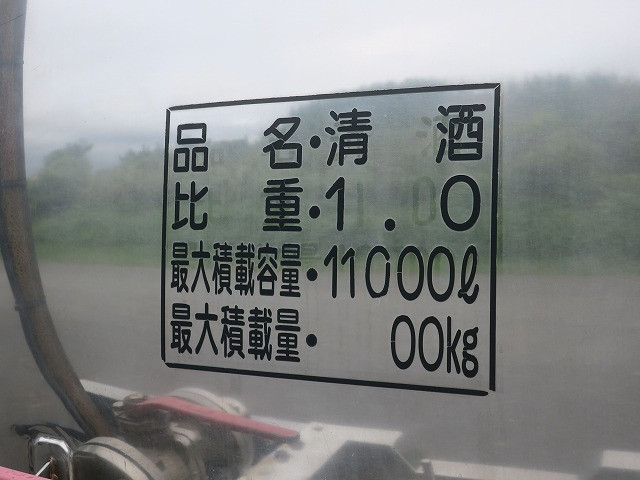 品名・清酒
比重・1.0
最大積載容量・11000ℓ
最大積載量・　00kg